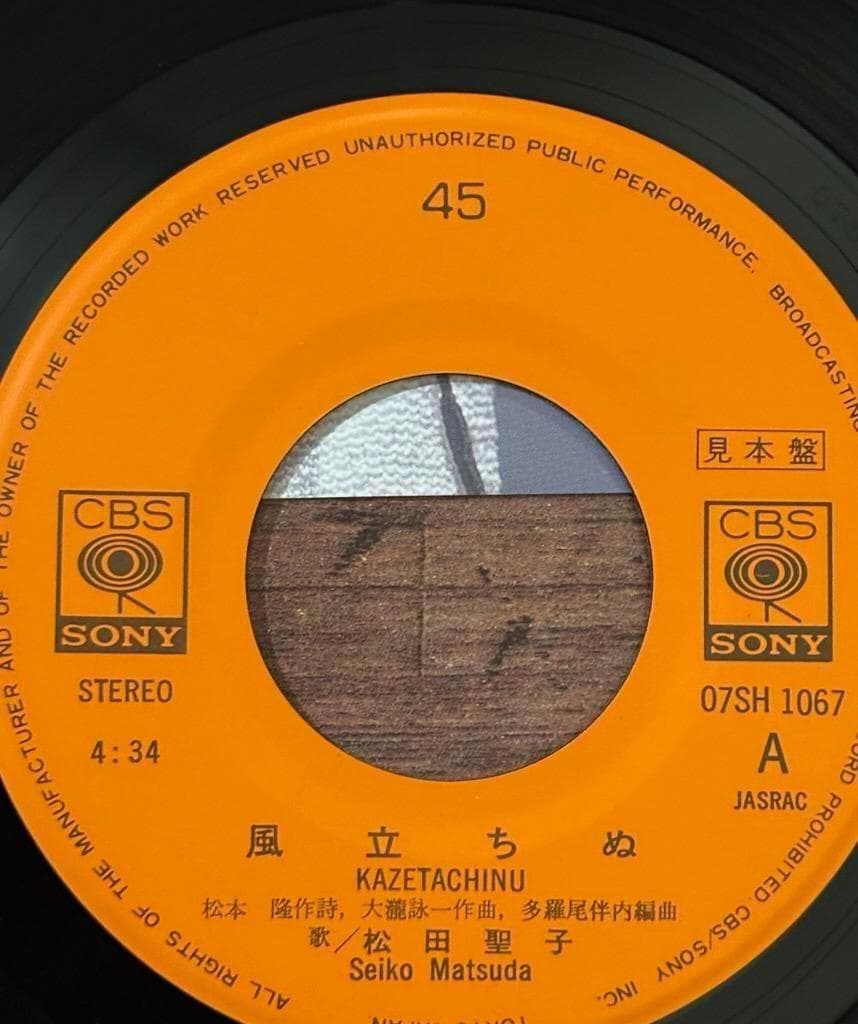 45
見本盤
CBS
SONY
CBS
SONY
STEREO
07SH 1067
4:34
A
JASRAC
風立ちぬ
KAZETACHINU
松本 隆作詩, 大瀧詠一作曲, 多羅尾伴内編曲
歌／松田聖子
Seiko Matsuda
ALL RIGHTS OF THE MANUFACTURER AND OF THE OWNER OF THE RECORDED WORK RESERVED UNAUTHORIZED PUBLIC PERFORMANCE. BROADCASTING
PROHIBITED. CBS/SONY INC.